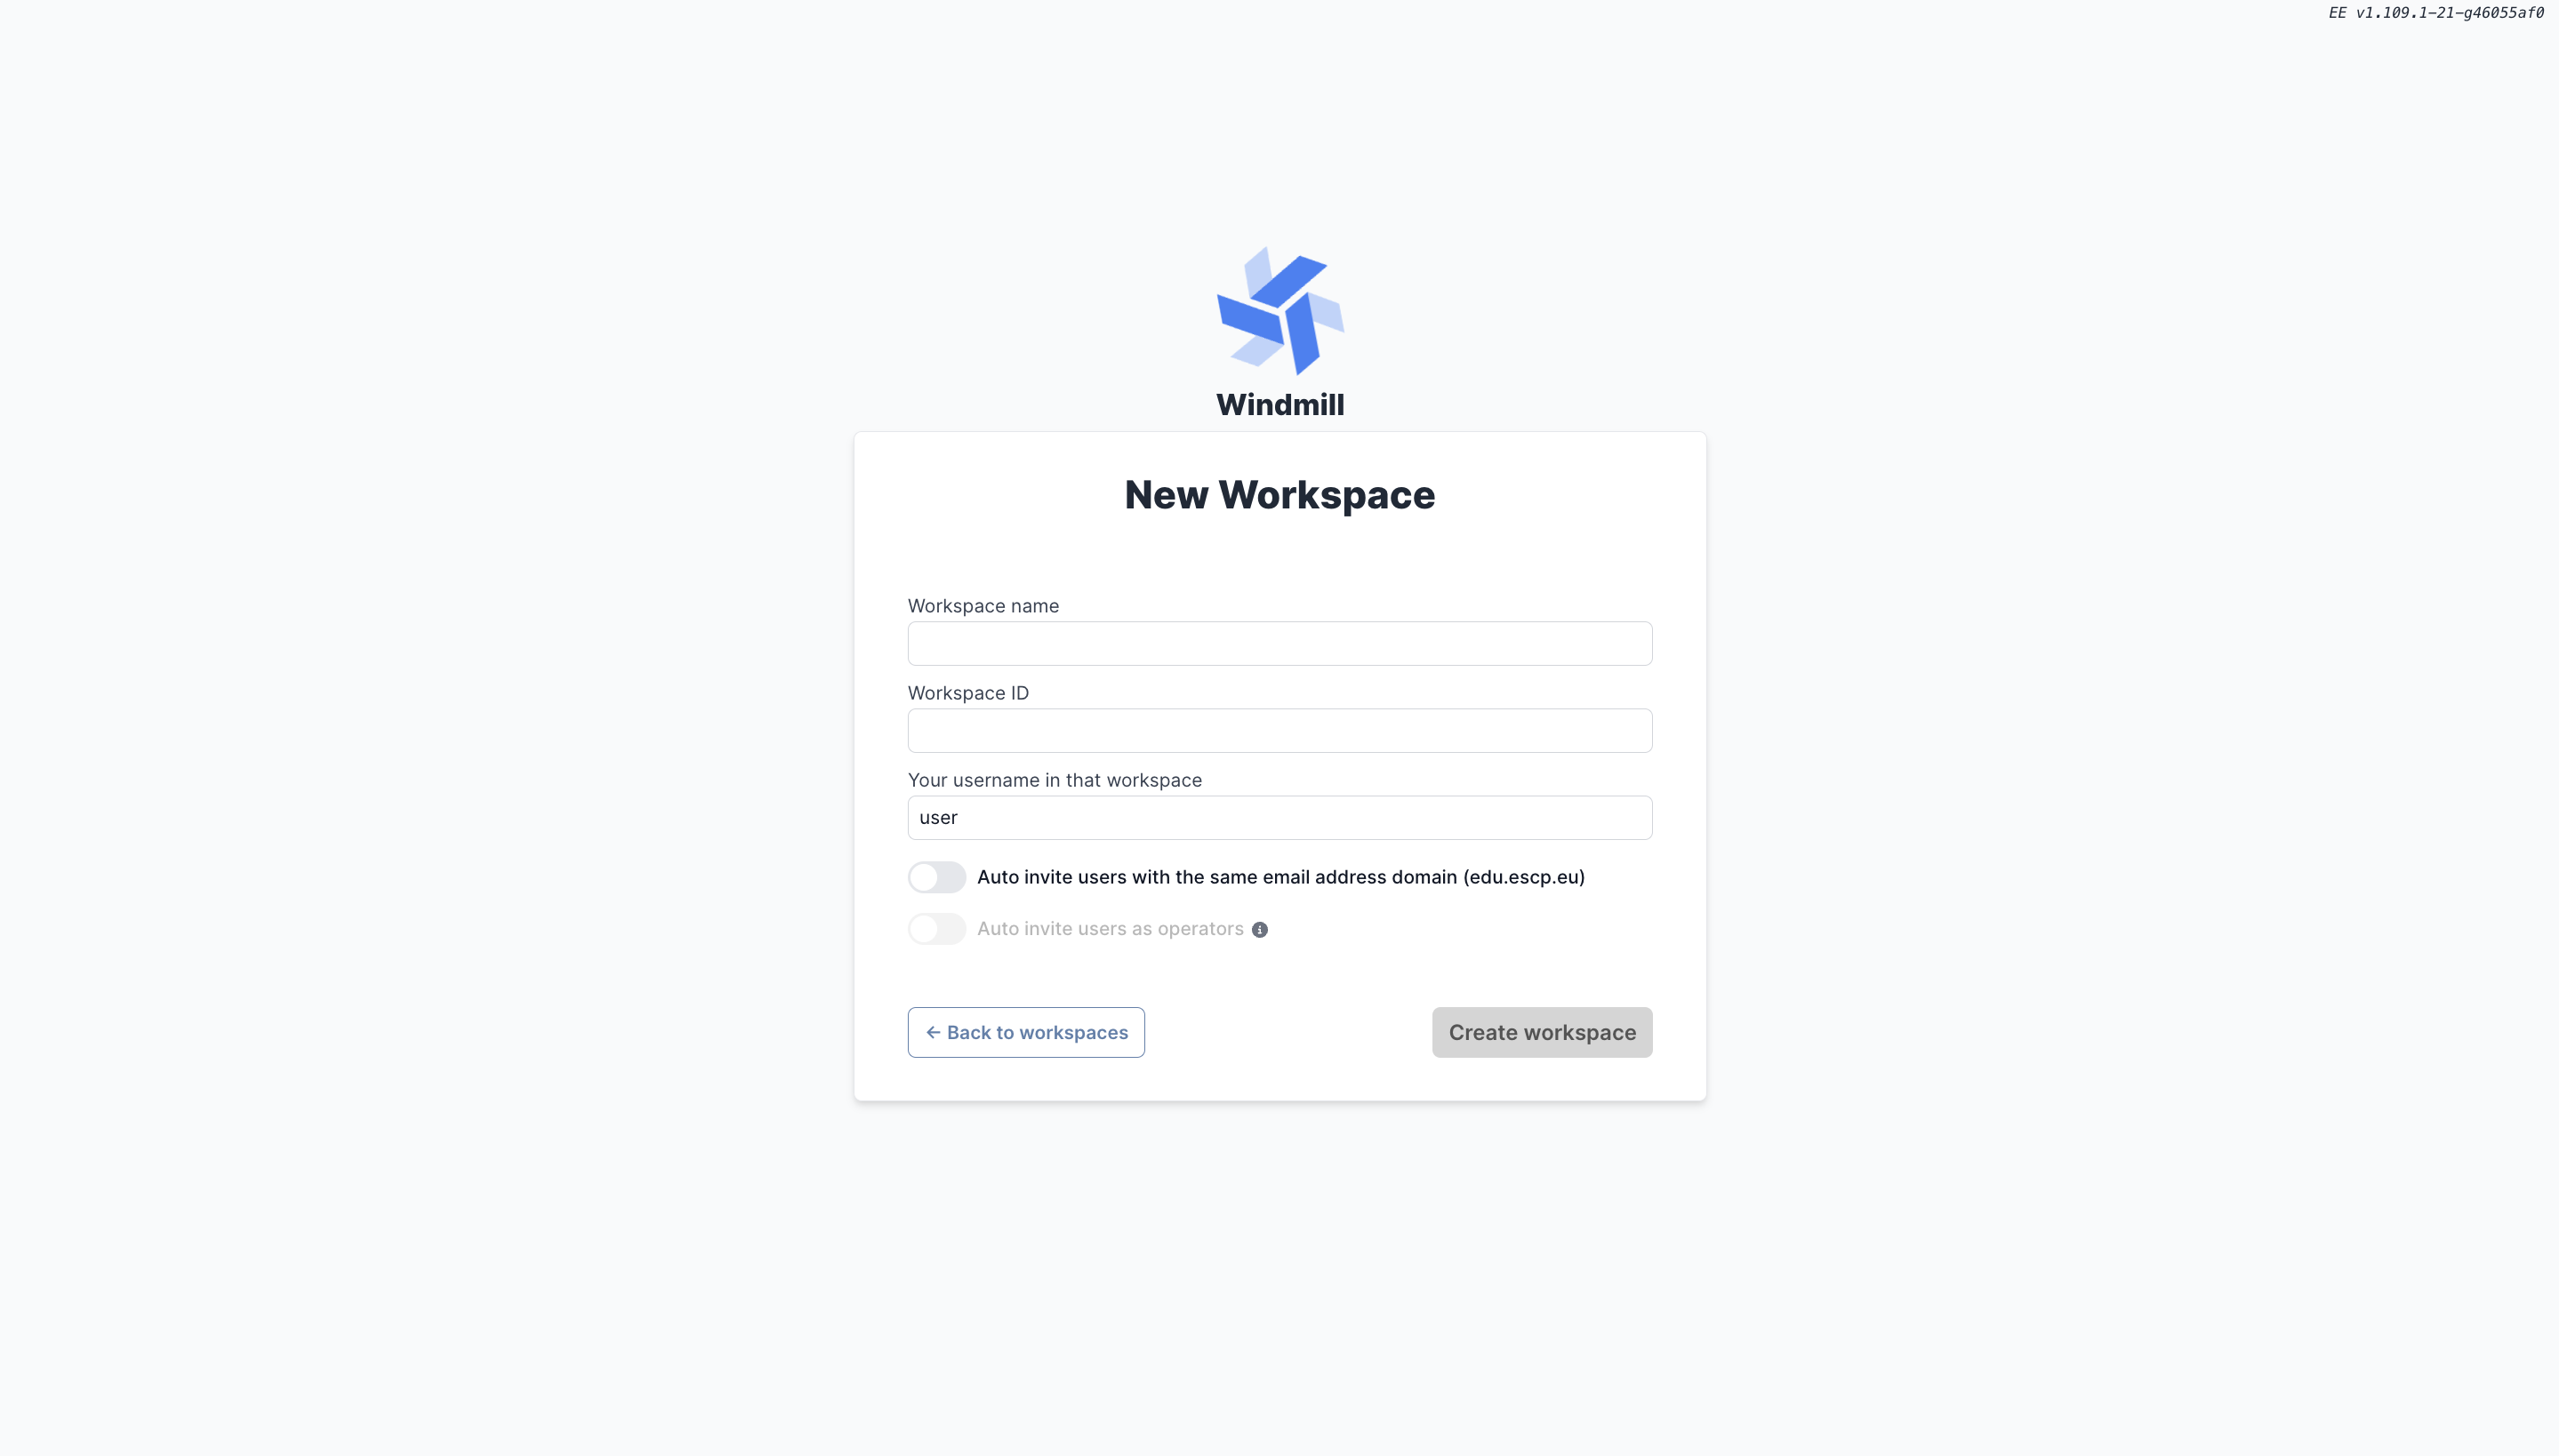 EE v1.109.1-21-g46055af0
Windmill
New Workspace
Workspace name
Workspace ID
Your username in that workspace
user
Auto invite users with the same email address domain (edu.escp.eu)
Auto invite users as operators
← Back to workspaces
Create workspace